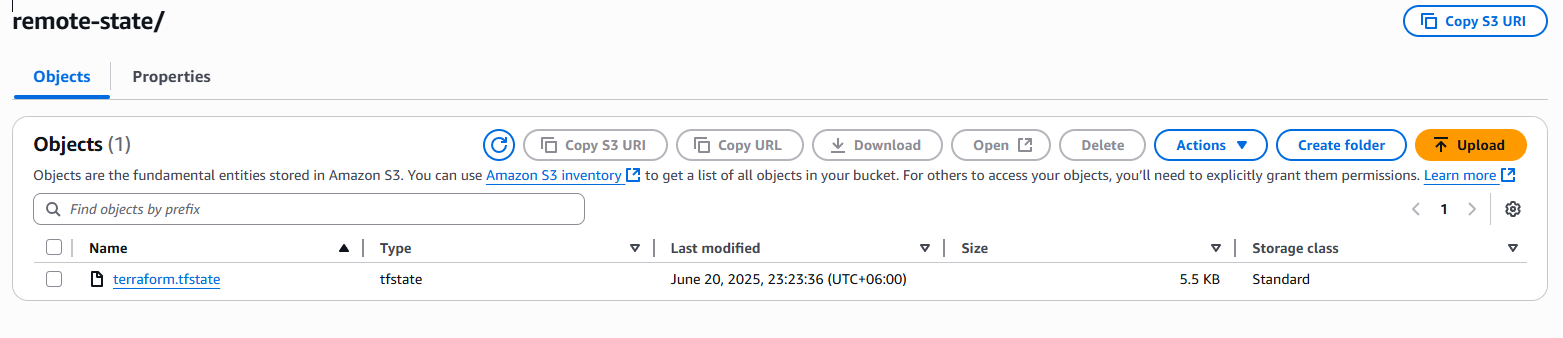 remote-state/
Copy S3 URI
Objects
Properties
Objects (1)
Copy S3 URI
Copy URL
Download
Open
Delete
Actions
Create folder
Upload
Objects are the fundamental entities stored in Amazon S3. You can use Amazon S3 inventory to get a list of all objects in your bucket. For others to access your objects, you'll need to explicitly grant them permissions. Learn more
Find objects by prefix
1
Name Type Last modified Size Storage class
terraform.tfstate tfstate June 20, 2025, 23:23:36 (UTC+06:00) 5.5 KB Standard